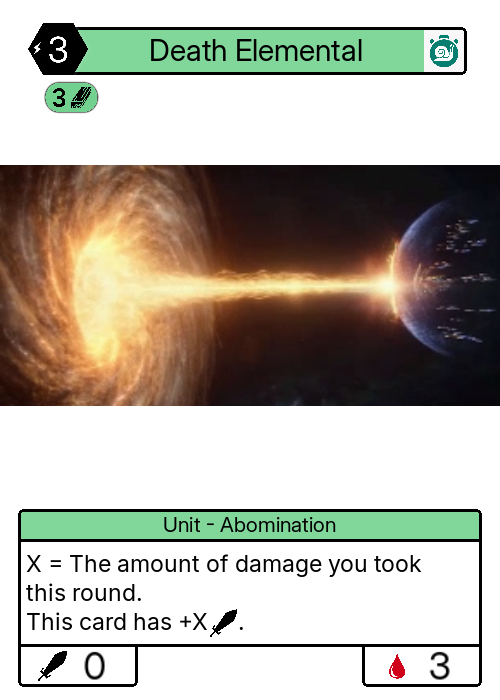 3
Death Elemental
3
Unit - Abomination
X = The amount of damage you took
this round.
This card has +X.
0
3